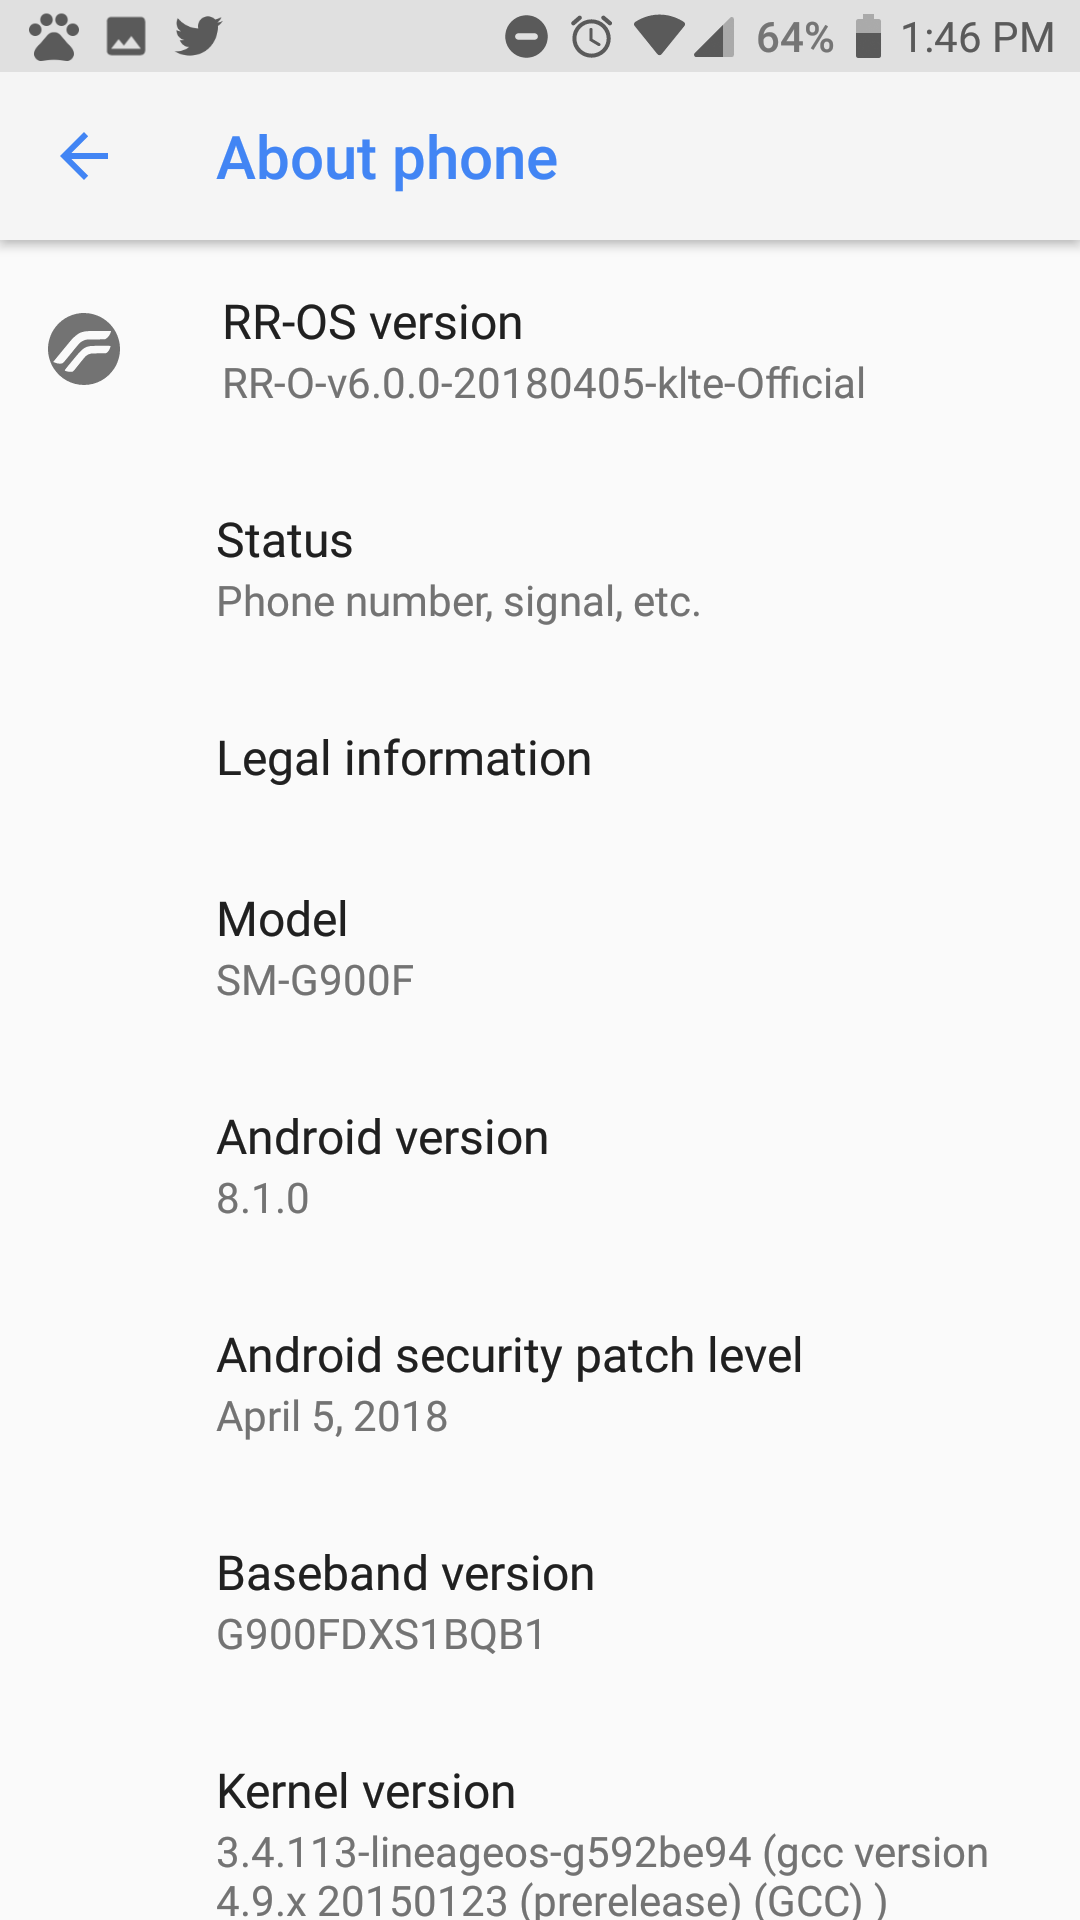 64% 1:46 PM
About phone
RR-OS version
RR-O-v6.0.0-20180405-klte-Official
Status
Phone number, signal, etc.
Legal information
Model
SM-G900F
Android version
8.1.0
Android security patch level
April 5, 2018
Baseband version
G900FDXS1BQB1
Kernel version
3.4.113-lineageos-g592be94 (gcc version
4.9.x 20150123 (prerelease) (GCC) )